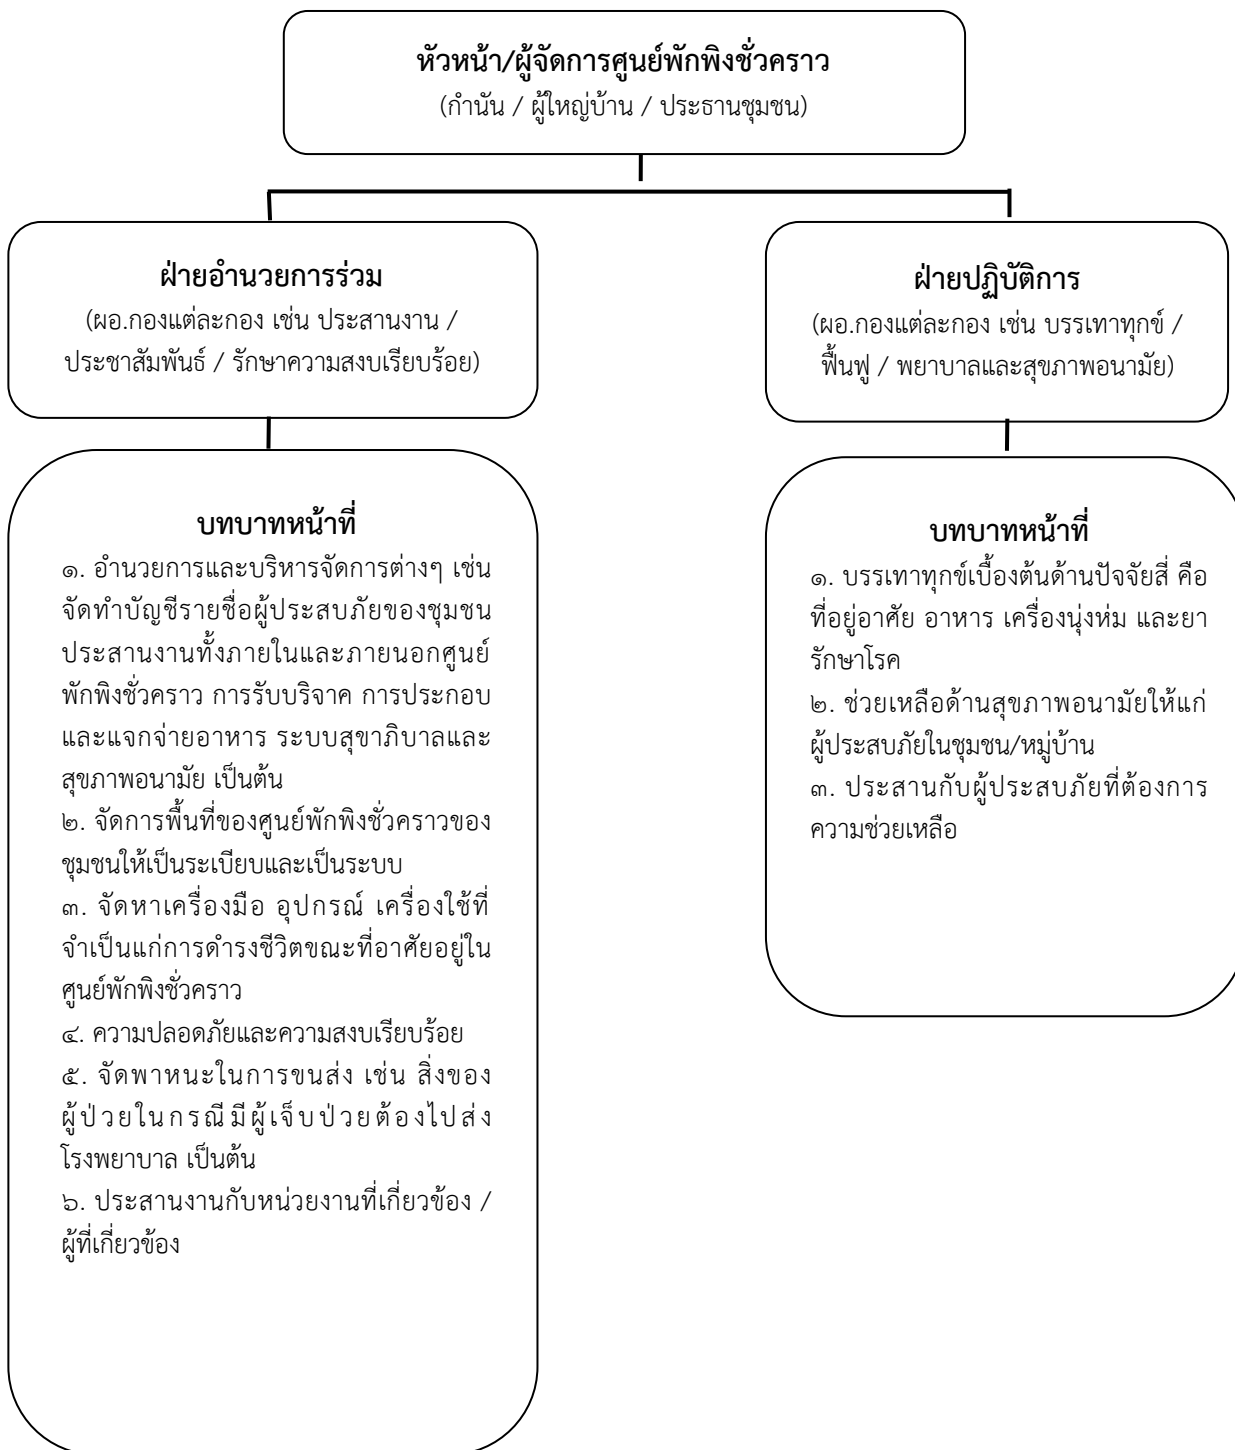 หัวหน้า/ผู้จัดการศูนย์พักพิงชั่วคราว
(กำนัน / ผู้ใหญ่บ้าน / ประธานชุมชน)
ฝ่ายอำนวยการร่วม
(ผอ.กองแต่ละกอง เช่น ประสานงาน /
ประชาสัมพันธ์ / รักษาความสงบเรียบร้อย)
ฝ่ายปฏิบัติการ
(ผอ.กองแต่ละกอง เช่น บรรเทาทุกข์ /
ฟื้นฟู / พยาบาลและสุขภาพอนามัย)
บทบาทหน้าที่
๑. อำนวยการและบริหารจัดการต่างๆ เช่น
จัดทำบัญชีรายชื่อผู้ประสบภัยของชุมชน
ประสานงานทั้งภายในและภายนอกศูนย์
พักพิงชั่วคราว การรับบริจาค การประกอบ
และแจกจ่ายอาหาร ระบบสุขาภิบาลและ
สุขภาพอนามัย เป็นต้น
๒. จัดการพื้นที่ของศูนย์พักพิงชั่วคราวของ
ชุมชนให้เป็นระเบียบและเป็นระบบ
๓. จัดหาเครื่องมือ อุปกรณ์ เครื่องใช้ที่
จำเป็นแก่การดำรงชีวิตขณะที่อาศัยอยู่ใน
ศูนย์พักพิงชั่วคราว
๔. ความปลอดภัยและความสงบเรียบร้อย
๕. จัดพาหนะในการขนส่ง เช่น สิ่งของ
ผู้ป่วยในกรณีมีผู้เจ็บป่วยต้องไปส่ง
โรงพยาบาล เป็นต้น
๖. ประสานงานกับหน่วยงานที่เกี่ยวข้อง /
ผู้ที่เกี่ยวข้อง
บทบาทหน้าที่
๑. บรรเทาทุกข์เบื้องต้นด้านปัจจัยสี่ คือ
ที่อยู่อาศัย อาหาร เครื่องนุ่งห่ม และยา
รักษาโรค
๒. ช่วยเหลือด้านสุขภาพอนามัยให้แก่
ผู้ประสบภัยในชุมชน/หมู่บ้าน
๓. ประสานกับผู้ประสบภัยที่ต้องการ
ความช่วยเหลือ